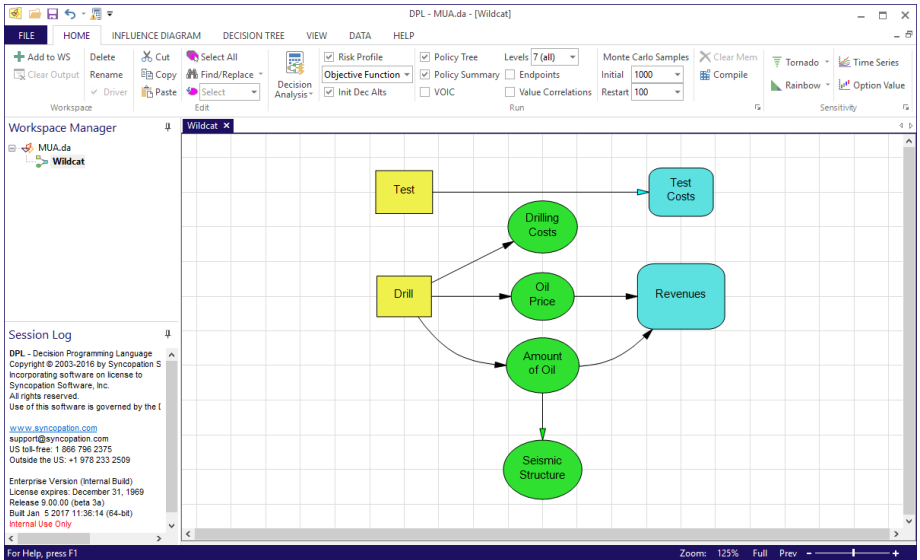 DPL - MUA.da - [Wildcat]
FILE HOME INFLUENCE DIAGRAM DECISION TREE VIEW DATA HELP
Add to WS Delete Cut Select All Risk Profile Policy Tree Levels 7 (all) Monte Carlo Samples Clear Mem Tornado Time Series
Clear Output Rename Copy Find/Replace Decision Analysis Objective Function Policy Summary Endpoints Initial 1000 Compile Rainbow Option Value
Driver Paste Select Init Dec Alts VOIC Value Correlations Restart 100
Workspace Edit Run Sensitivity
Workspace Manager
MUA.da
Wildcat
Wildcat
Test
Test
Costs
Drilling
Costs
Drill
Oil
Price
Revenues
Amount
of Oil
Seismic
Structure
Session Log
DPL - Decision Programming Language
Copyright © 2003-2016 by Syncopation S
Incorporating software on license to
Syncopation Software, Inc.
All rights reserved.
Use of this software is governed by the
www.syncopation.com
support@syncopation.com
US toll-free: 1 866 796 2375
Outside the US: +1 978 233 2509
Enterprise Version (Internal Build)
License expires: December 31, 1969
Release 9.00.00 (beta 3a)
Built Jan 5 2017 11:36:14 (64-bit)
Internal Use Only
For Help, press F1 Zoom: 125% Full Prev - +